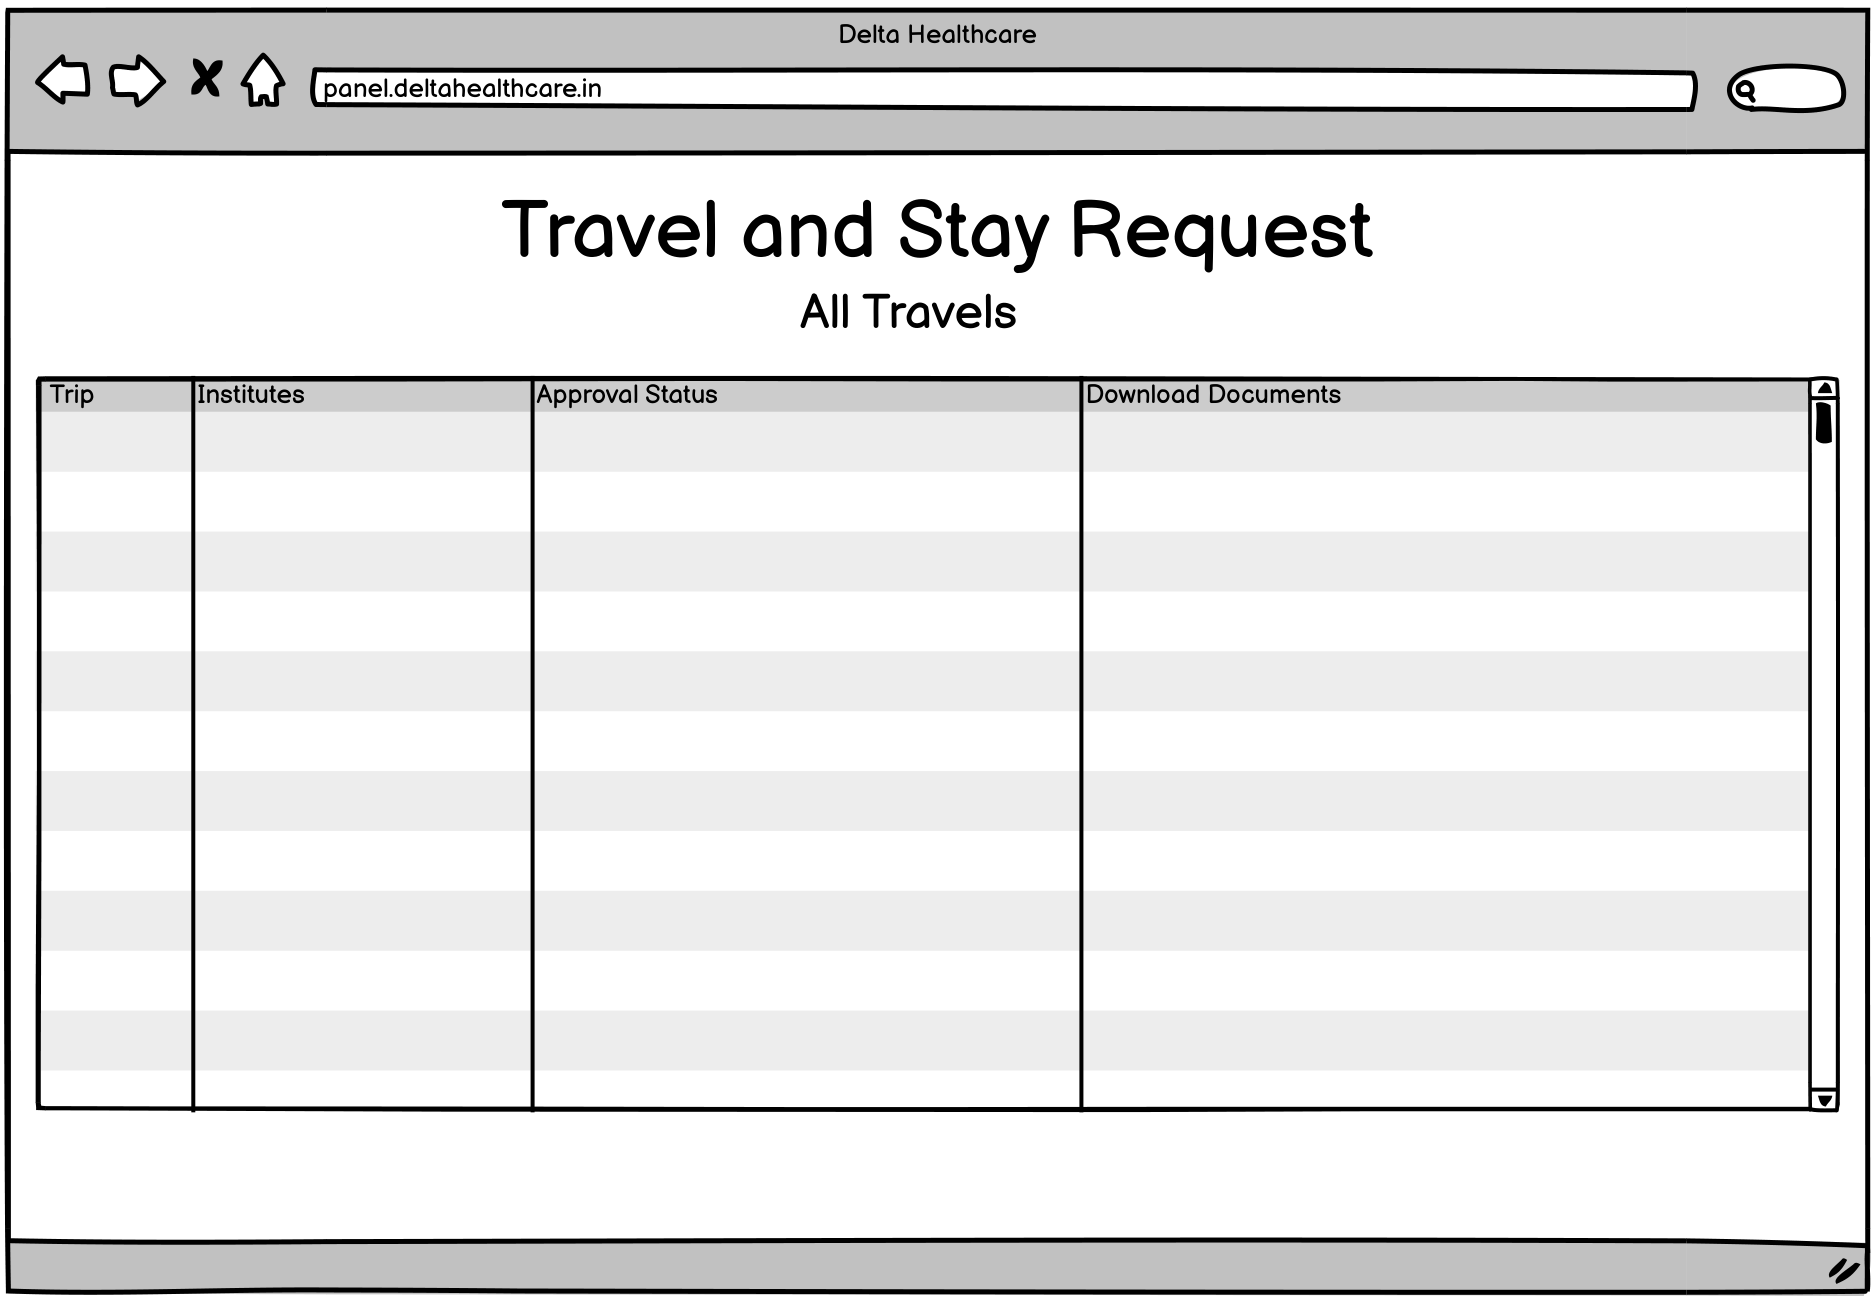 Delta Healthcare
panel.deltahealthcare.in
Travel and Stay Request
All Travels
Trip Institutes Approval Status Download Documents